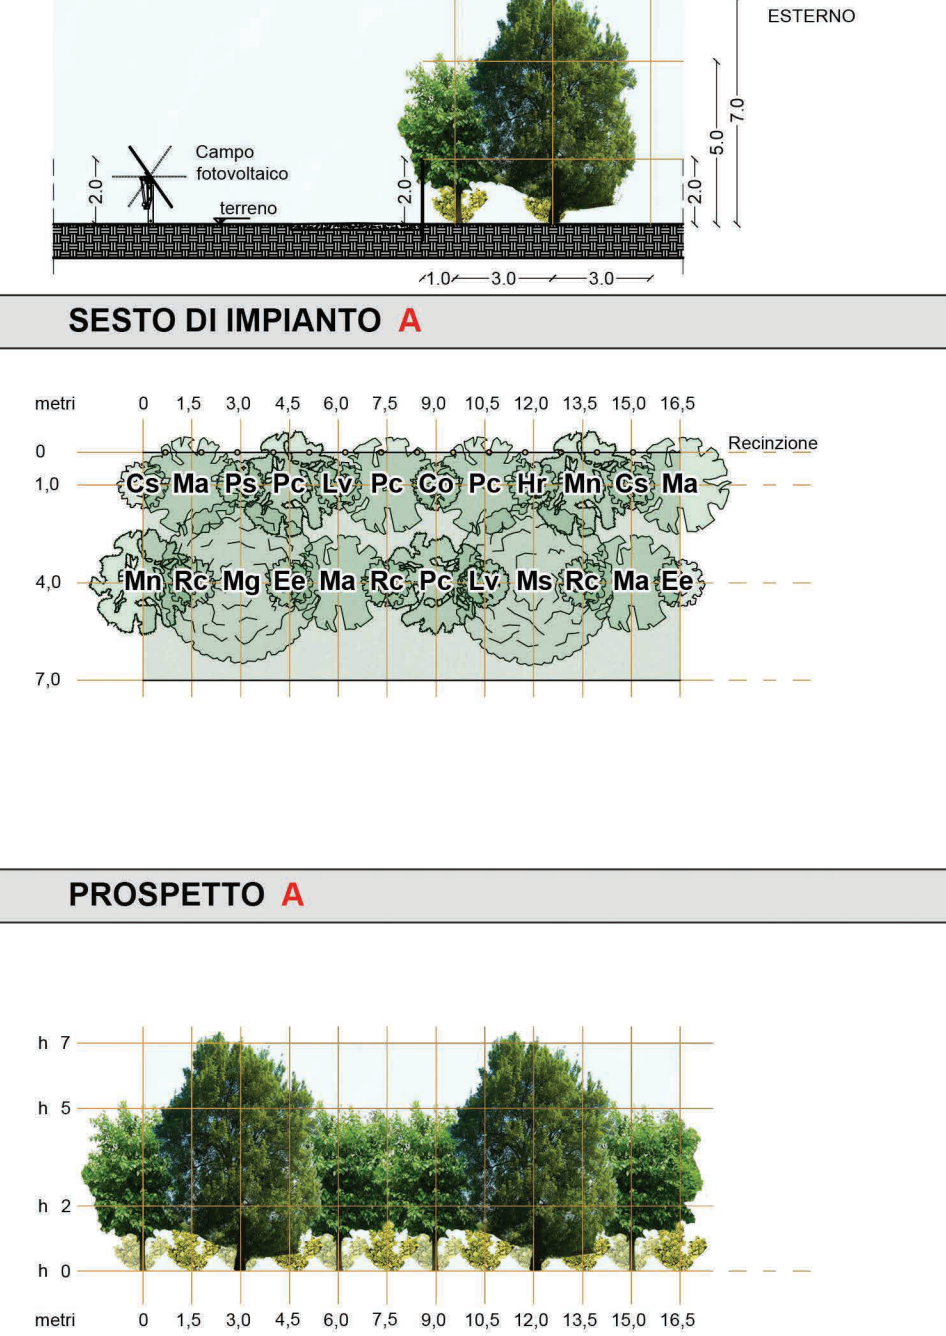 ESTERNO
7.0
5.0
Campo
fotovoltaico
2.0
2.0
2.0
terreno
1.0 3.0 3.0
SESTO DI IMPIANTO A
metri 0 1,5 3,0 4,5 6,0 7,5 9,0 10,5 12,0 13,5 15,0 16,5
0 Recinzione
1,0 Cs Ma Ps Pc Lv Pc Co Pc Hr Mn Cs Ma
4,0 Mn Rc Mg Ee Ma Rc Pc Lv Ms Rc Ma Ee
7,0
PROSPETTO A
h 7
h 5
h 2
h 0
metri 0 1,5 3,0 4,5 6,0 7,5 9,0 10,5 12,0 13,5 15,0 16,5